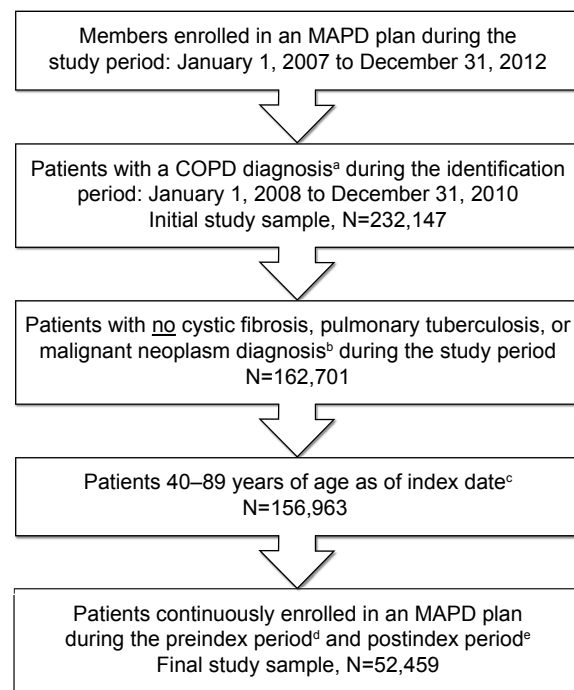 Members enrolled in an MAPD plan during the
study period: January 1, 2007 to December 31, 2012
Patients with a COPD diagnosisᵃ during the identification
period: January 1, 2008 to December 31, 2010
Initial study sample, N=232,147
Patients with no cystic fibrosis, pulmonary tuberculosis, or
malignant neoplasm diagnosisᵇ during the study period
N=162,701
Patients 40–89 years of age as of index dateᶜ
N=156,963
Patients continuously enrolled in an MAPD plan
during the preindex periodᵈ and postindex periodᵉ
Final study sample, N=52,459